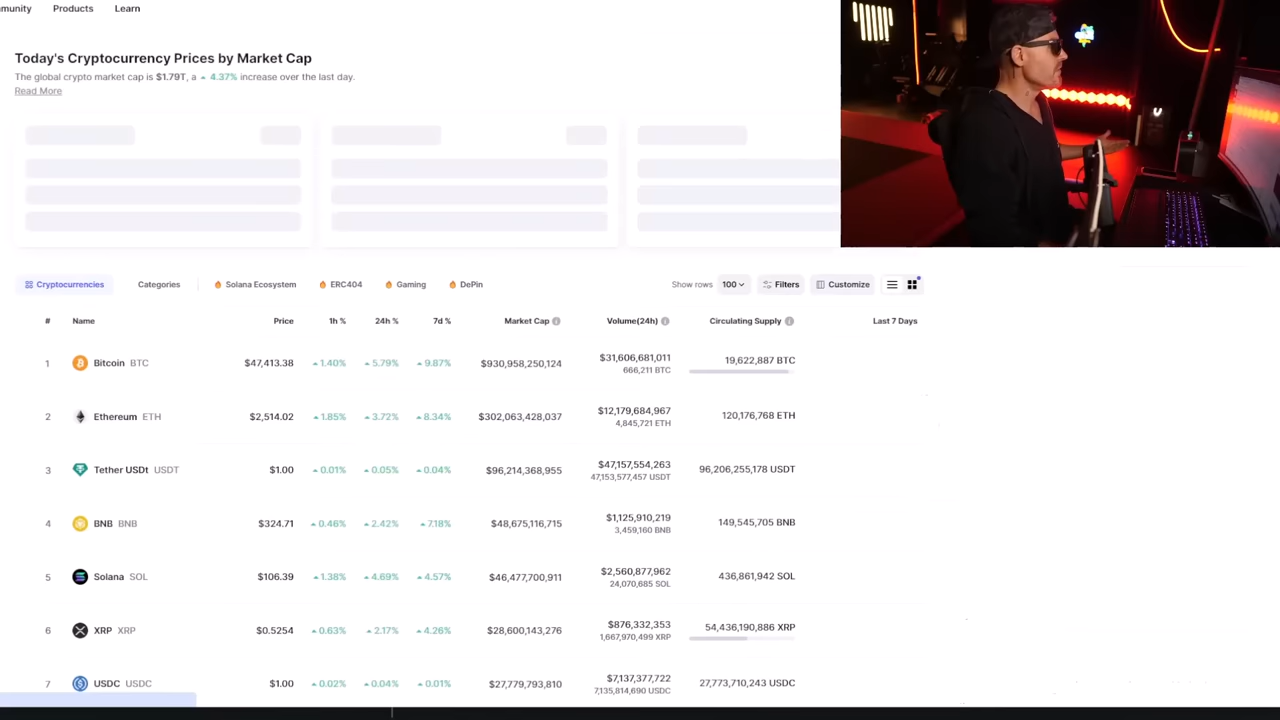 mmunity Products Learn
Today's Cryptocurrency Prices by Market Cap
The global crypto market cap is $1.79T, a 4.37% increase over the last day.
Read More
Cryptocurrencies Categories Solana Ecosystem ERC404 Gaming DePin Show rows 100 Filters Customize
# Name Price 1h % 24h % 7d % Market Cap Volume(24h) Circulating Supply Last 7 Days
1 Bitcoin BTC $47,413.38 1.40% 5.79% 9.87% $930,958,250,124 $31,606,681,011 19,622,887 BTC
666,211 BTC
2 Ethereum ETH $2,514.02 1.85% 3.72% 8.34% $302,063,428,037 $12,179,684,967 120,176,768 ETH
4,845,721 ETH
3 Tether USDt USDT $1.00 0.01% 0.05% 0.04% $96,214,368,955 $47,157,554,263 96,206,255,178 USDT
47,153,577,457 USDT
4 BNB BNB $324.71 0.46% 2.42% 7.18% $48,675,116,715 $1,125,910,219 149,545,705 BNB
3,459,160 BNB
5 Solana SOL $106.39 1.38% 4.69% 4.57% $46,477,700,911 $2,560,877,962 436,861,942 SOL
24,070,685 SOL
6 XRP XRP $0.5254 0.63% 2.17% 4.26% $28,600,143,276 $876,332,353 54,436,190,886 XRP
1,667,970,499 XRP
7 USDC USDC $1.00 0.02% 0.04% 0.01% $27,779,793,810 $7,137,377,722 27,773,710,243 USDC
7,135,814,690 USDC